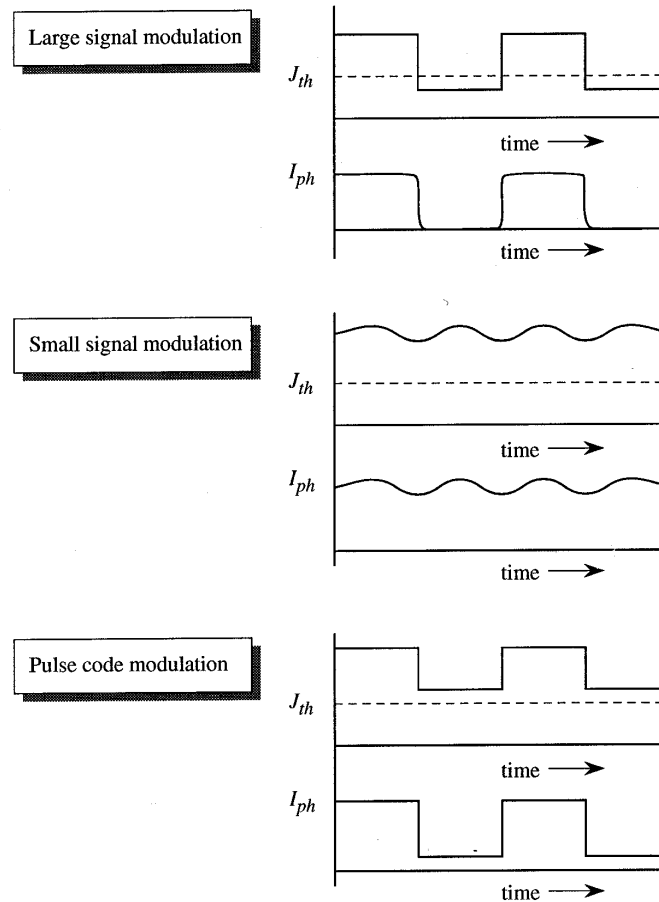 Large signal modulation
J_th
time
I_ph
time
Small signal modulation
J_th
time
I_ph
time
Pulse code modulation
J_th
time
I_ph
time